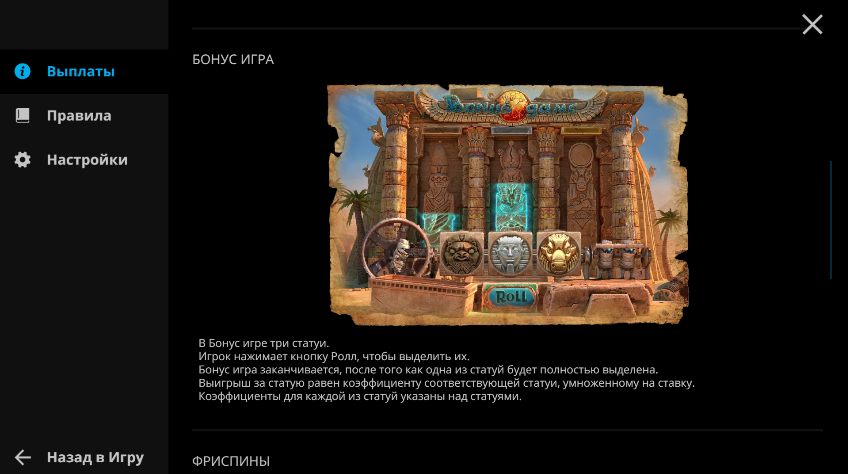 БОНУС ИГРА
Выплаты
Правила
Настройки
Bonus game
Roll
В Бонус игре три статуи.
Игрок нажимает кнопку Ролл, чтобы выделить их.
Бонус игра заканчивается, после того как одна из статуй будет полностью выделена.
Выигрыш за статую равен коэффициенту соответствующей статуи, умноженному на ставку.
Коэффициенты для каждой из статуй указаны над статуями.
Назад в Игру
ФРИСПИНЫ